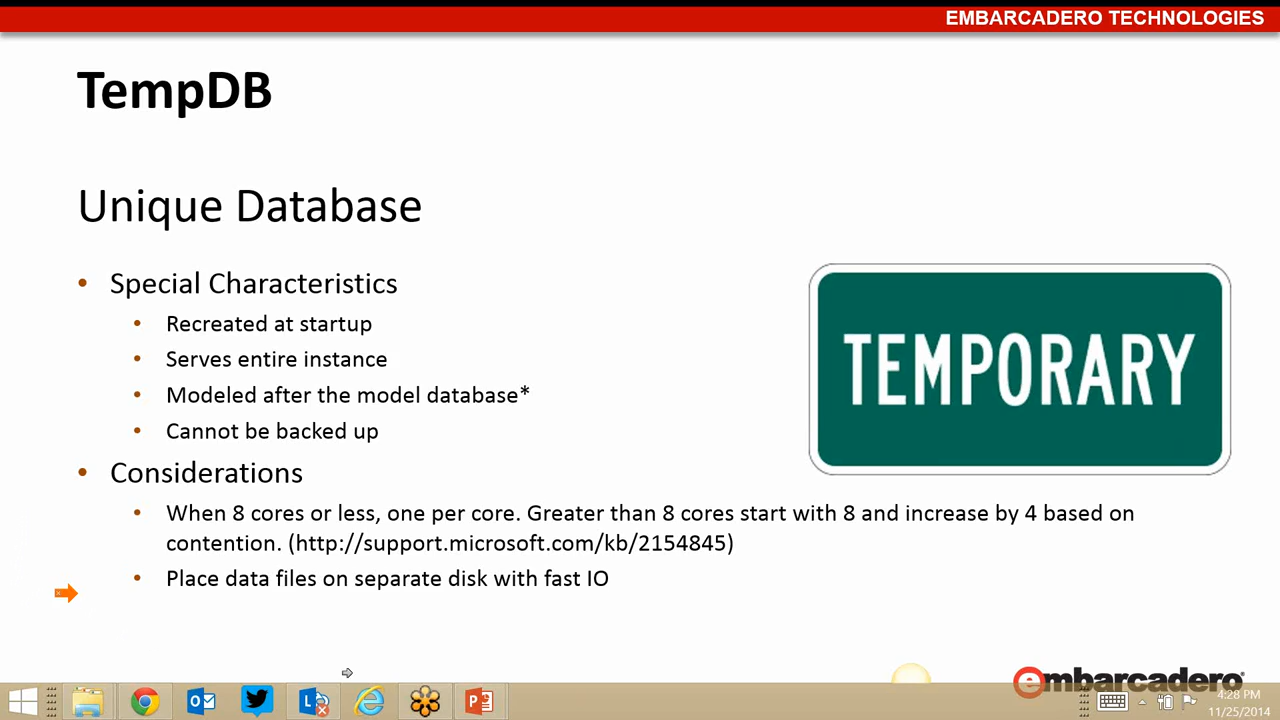 EMBARCADERO TECHNOLOGIES
TempDB
Unique Database
• Special Characteristics
• Recreated at startup
• Serves entire instance
• Modeled after the model database*
• Cannot be backed up
TEMPORARY
• Considerations
• When 8 cores or less, one per core. Greater than 8 cores start with 8 and increase by 4 based on
contention. (http://support.microsoft.com/kb/2154845)
• Place data files on separate disk with fast IO
embarcadero
4:28 PM
11/25/2014